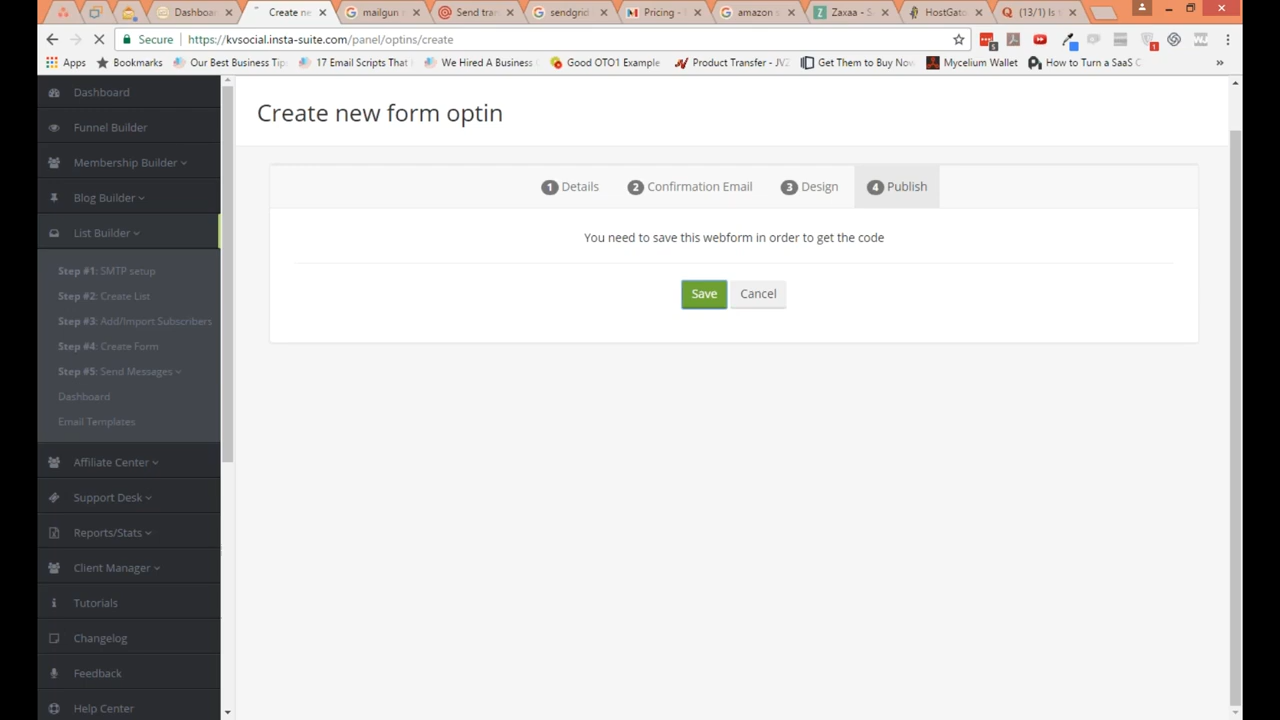 Dashboa
Create ne
mailgun
Send tran
sendgrid
Pricing -
amazon s
Zaxaa - S
HostGato
(13/1) Is
Secure
https://kvsocial.insta-suite.com/panel/optins/create
Apps
Bookmarks
Our Best Business Tip
17 Email Scripts That
We Hired A Business
Good OTO1 Example
Product Transfer - JVZ
Get Them to Buy Now
Mycelium Wallet
How to Turn a SaaS C
»
Dashboard
Funnel Builder
Membership Builder
Blog Builder
List Builder
Step #1: SMTP setup
Step #2: Create List
Step #3: Add/Import Subscribers
Step #4: Create Form
Step #5: Send Messages
Dashboard
Email Templates
Affiliate Center
Support Desk
Reports/Stats
Client Manager
Tutorials
Changelog
Feedback
Help Center
Create new form optin
1 Details
2 Confirmation Email
3 Design
4 Publish
You need to save this webform in order to get the code
Save
Cancel